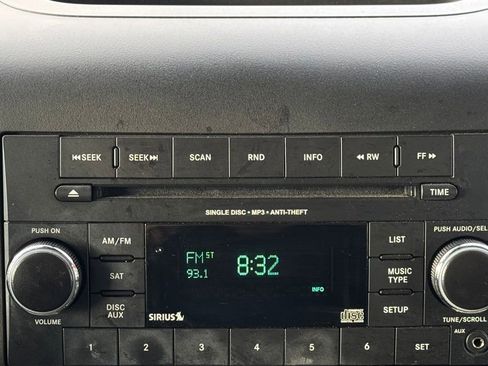 ⏮SEEK SEEK⏭ SCAN RND INFO ◀◀ RW FF ▶▶
TIME
SINGLE DISC • MP3 • ANTI-THEFT
PUSH ON
PUSH AUDIO/SEL
AM/FM
LIST
FM ST
8:32
93.1
SAT
MUSIC
TYPE
INFO
DISC
AUX
SETUP
VOLUME
SIRIUS
disc
TUNE/SCROLL
AUX
1 2 3 4 5 6 SET